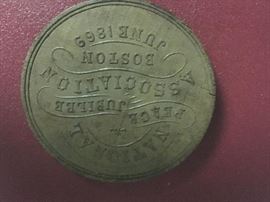 NATIONAL
PEACE JUBILEE
ASSOCIATION
BOSTON
JUNE 1869